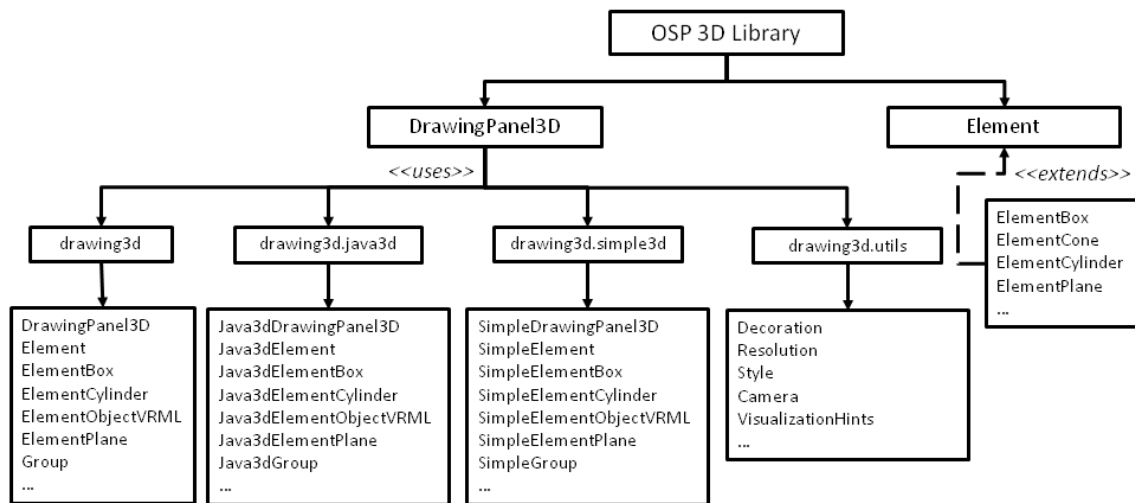 OSP 3D Library
DrawingPanel3D
Element
<<uses>>
<<extends>>
drawing3d
drawing3d.java3d
drawing3d.simple3d
drawing3d.utils
ElementBox
ElementCone
ElementCylinder
ElementPlane
...
DrawingPanel3D
Element
ElementBox
ElementCylinder
ElementObjectVRML
ElementPlane
Group
...
Java3dDrawingPanel3D
Java3dElement
Java3dElementBox
Java3dElementCylinder
Java3dElementObjectVRML
Java3dElementPlane
Java3dGroup
...
SimpleDrawingPanel3D
SimpleElement
SimpleElementBox
SimpleElementCylinder
SimpleElementObjectVRML
SimpleElementPlane
SimpleGroup
...
Decoration
Resolution
Style
Camera
VisualizationHints
...